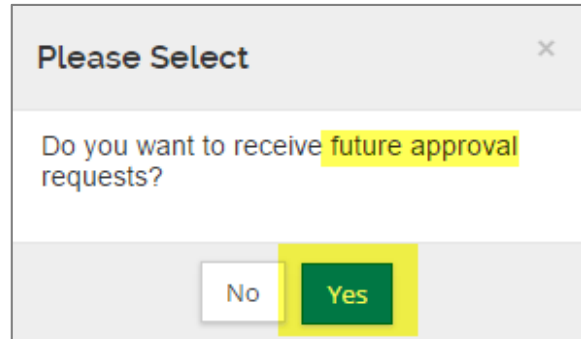 Please Select
×
Do you want to receive future approval
requests?
No Yes